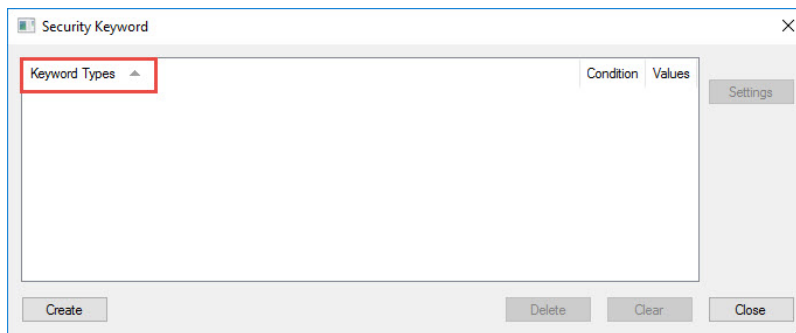 Security Keyword
Keyword Types Condition Values
Settings
Create Delete Clear Close